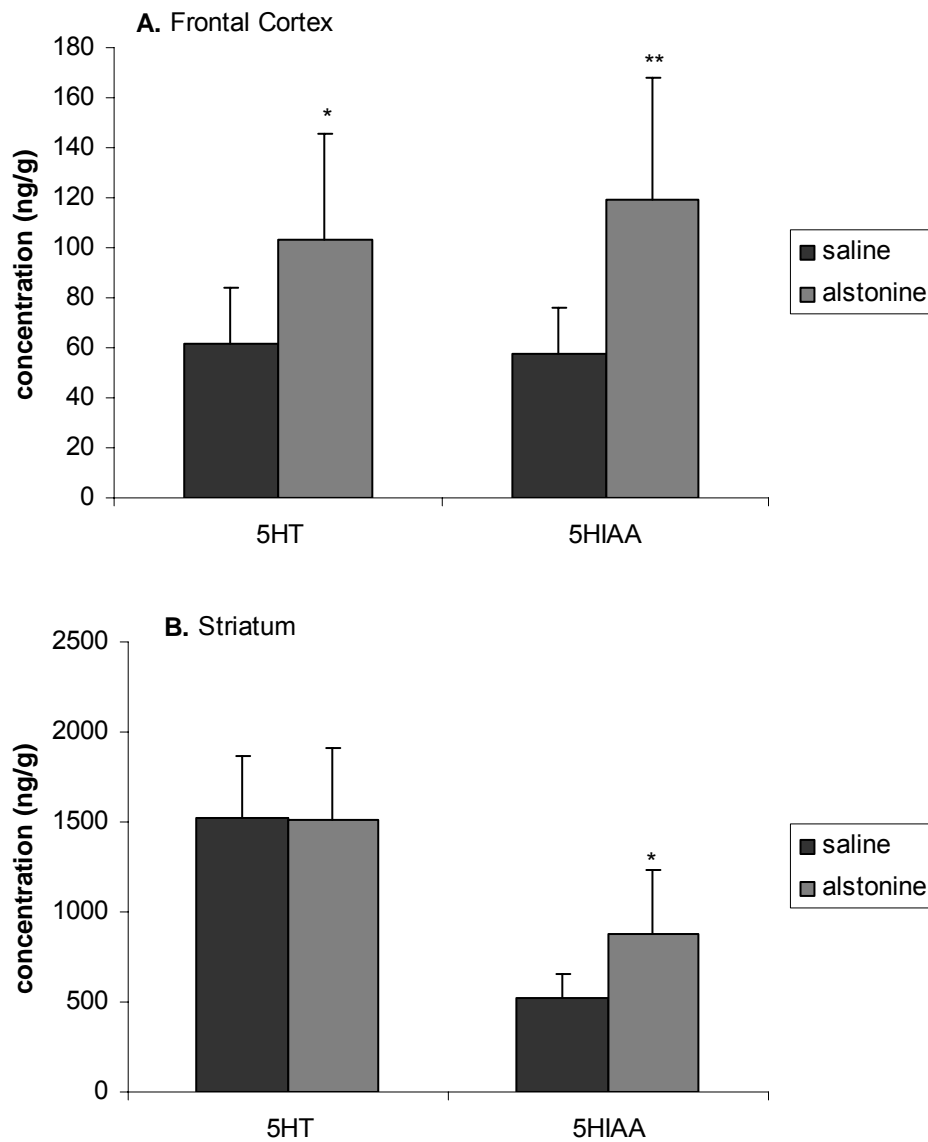 A. Frontal Cortex
180
160
140
120
100
80
60
40
20
0
concentration (ng/g)
*
**
5HT
5HIAA
saline
alstonine
B. Striatum
2500
2000
1500
1000
500
0
concentration (ng/g)
*
5HT
5HIAA
saline
alstonine